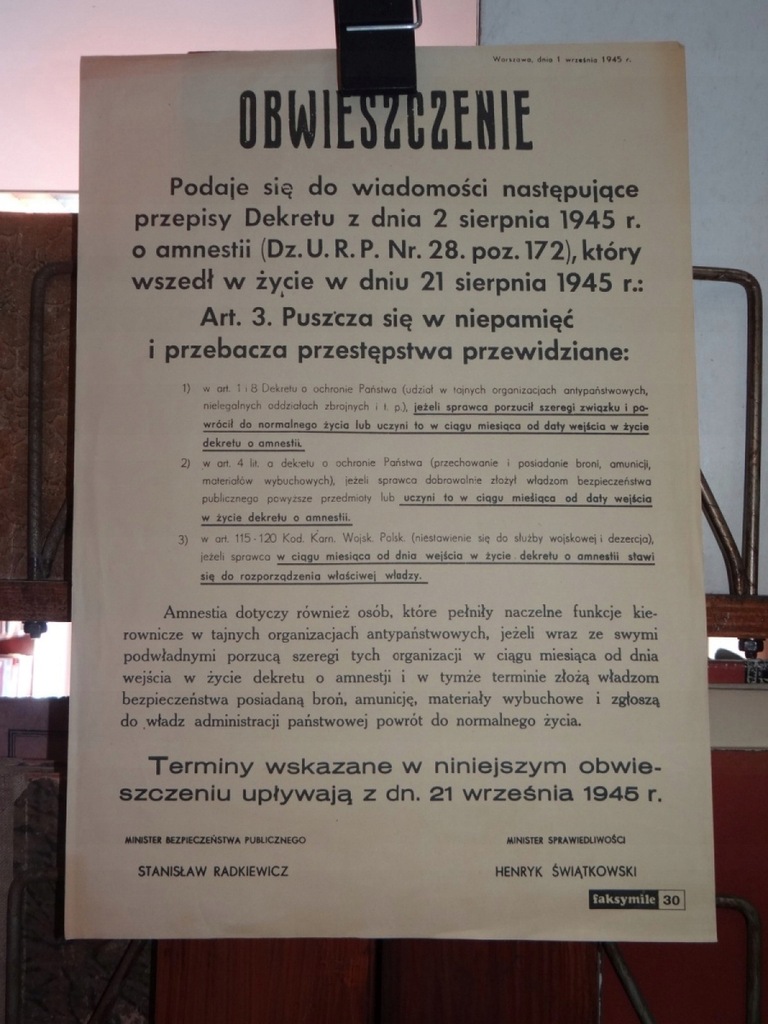 Warszawa, dnia 1 września 1945 r.
OBWIESZCZENIE
Podaje się do wiadomości następujące
przepisy Dekretu z dnia 2 sierpnia 1945 r.
o amnestii (Dz. U. R. P. Nr. 28. poz. 172), który
wszedł w życie w dniu 21 sierpnia 1945 r.:
Art. 3. Puszcza się w niepamięć
i przebacza przestępstwa przewidziane:
1) w art. 1 i 8 Dekretu o ochronie Państwa (udział w tajnych organizacjach antypaństwowych,
nielegalnych oddziałach zbrojnych i t. p.), jeżeli sprawca porzucił szeregi związku i po-
wrócił do normalnego życia lub uczyni to w ciągu miesiąca od daty wejścia w życie
dekretu o amnestii.
2) w art. 4 lit. a dekretu o ochronie Państwa (przechowanie i posiadanie broni, amunicji,
materiałów wybuchowych), jeżeli sprawca dobrowolnie złożył władzom bezpieczeństwa
publicznego powyższe przedmioty lub uczyni to w ciągu miesiąca od daty wejścia
w życie dekretu o amnestii.
3) w art. 115-120 Kod. Karn. Wojsk. Polsk. (niestawienie się do służby wojskowej i dezercja),
jeżeli sprawca w ciągu miesiąca od dnia wejścia w życie dekretu o amnestii stawi
się do rozporządzenia właściwej władzy.
Amnestia dotyczy również osób, które pełniły naczelne funkcje kie-
rownicze w tajnych organizacjach antypaństwowych, jeżeli wraz ze swymi
podwładnymi porzucą szeregi tych organizacji w ciągu miesiąca od dnia
wejścia w życie dekretu o amnestji i w tymże terminie złożą władzom
bezpieczeństwa posiadaną broń, amunicję, materiały wybuchowe i zgłoszą
do władz administracji państwowej powrót do normalnego życia.
Terminy wskazane w niniejszym obwie-
szczeniu upływają z dn. 21 września 1945 r.
MINISTER BEZPIECZEŃSTWA PUBLICZNEGO MINISTER SPRAWIEDLIWOŚCI
STANISŁAW RADKIEWICZ HENRYK ŚWIĄTKOWSKI
faksymile 30